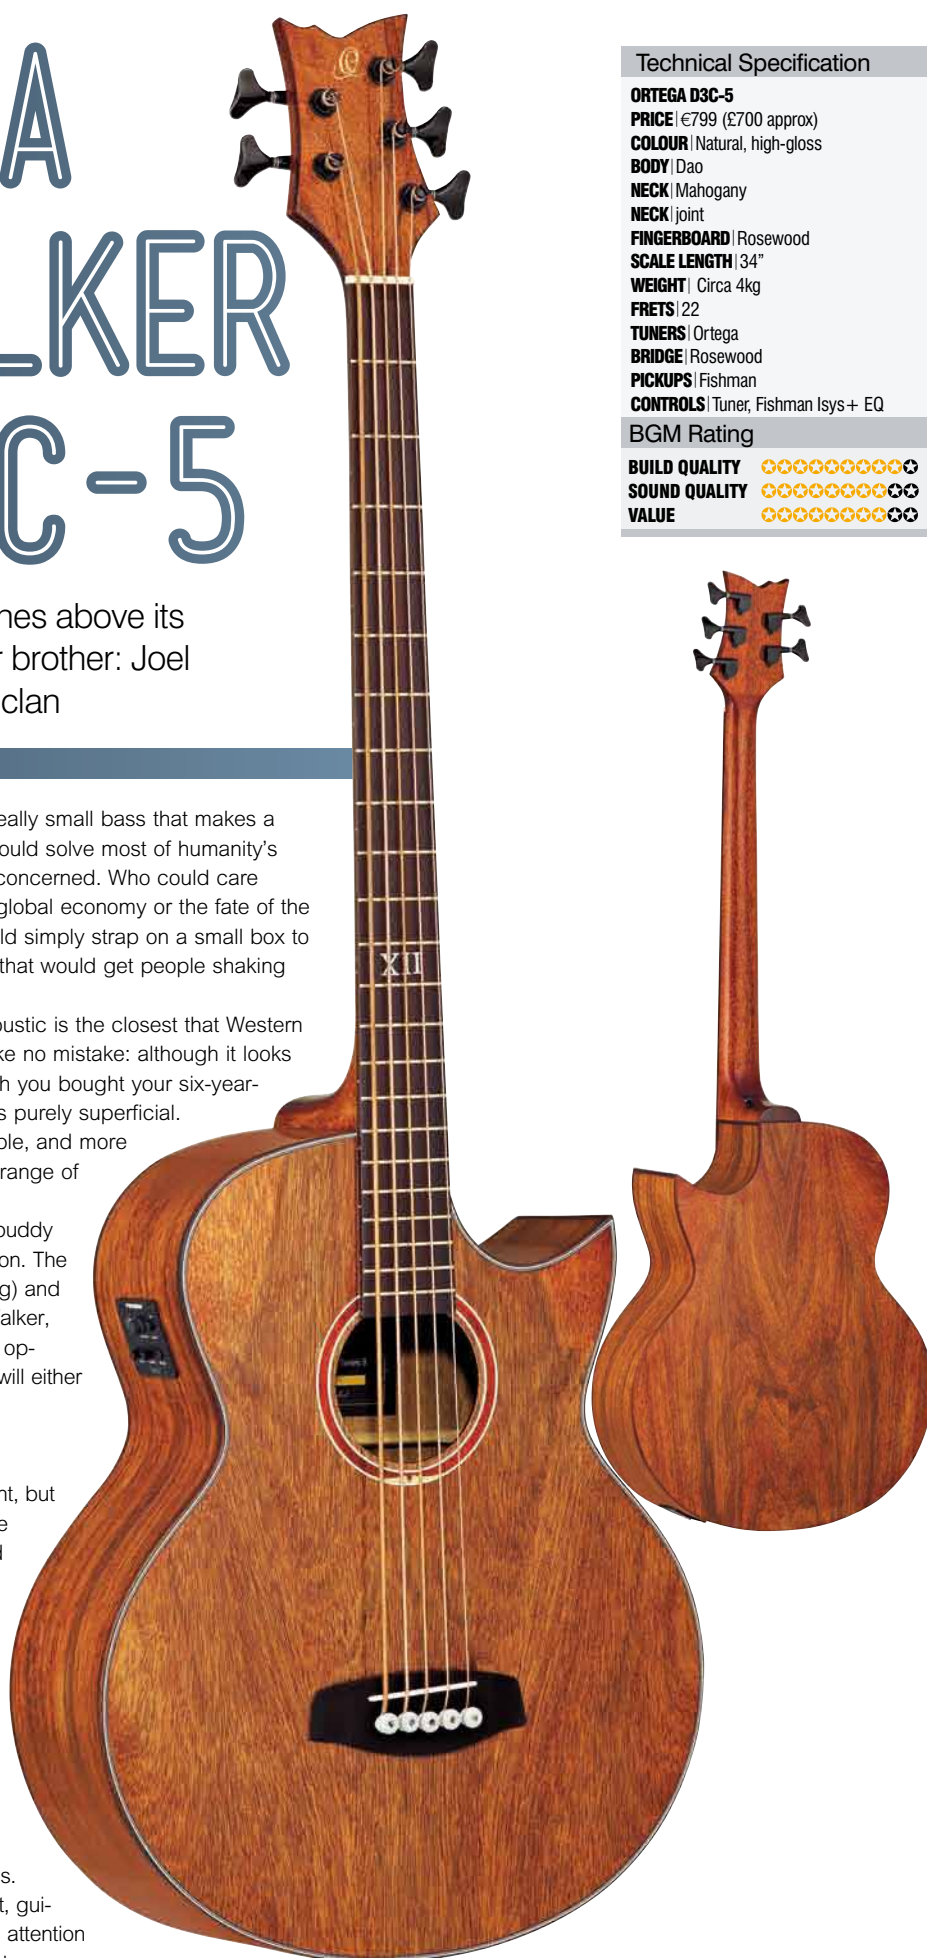 A
LKER
C-5
nes above its
r brother: Joel
clan
eally small bass that makes a
ould solve most of humanity's
concerned. Who could care
global economy or the fate of the
ld simply strap on a small box to
that would get people shaking
oustic is the closest that Western
ke no mistake: although it looks
h you bought your six-year-
s purely superficial.
ple, and more
range of
buddy
on. The
g) and
alker,
op-
will either
nt, but
e
d
s.
t, gui-
attention
XII
Technical Specification
ORTEGA D3C-5
PRICE | €799 (£700 approx)
COLOUR | Natural, high-gloss
BODY | Dao
NECK | Mahogany
NECK | joint
FINGERBOARD | Rosewood
SCALE LENGTH | 34”
WEIGHT | Circa 4kg
FRETS | 22
TUNERS | Ortega
BRIDGE | Rosewood
PICKUPS | Fishman
CONTROLS | Tuner, Fishman Isys+ EQ
BGM Rating
BUILD QUALITY
SOUND QUALITY
VALUE